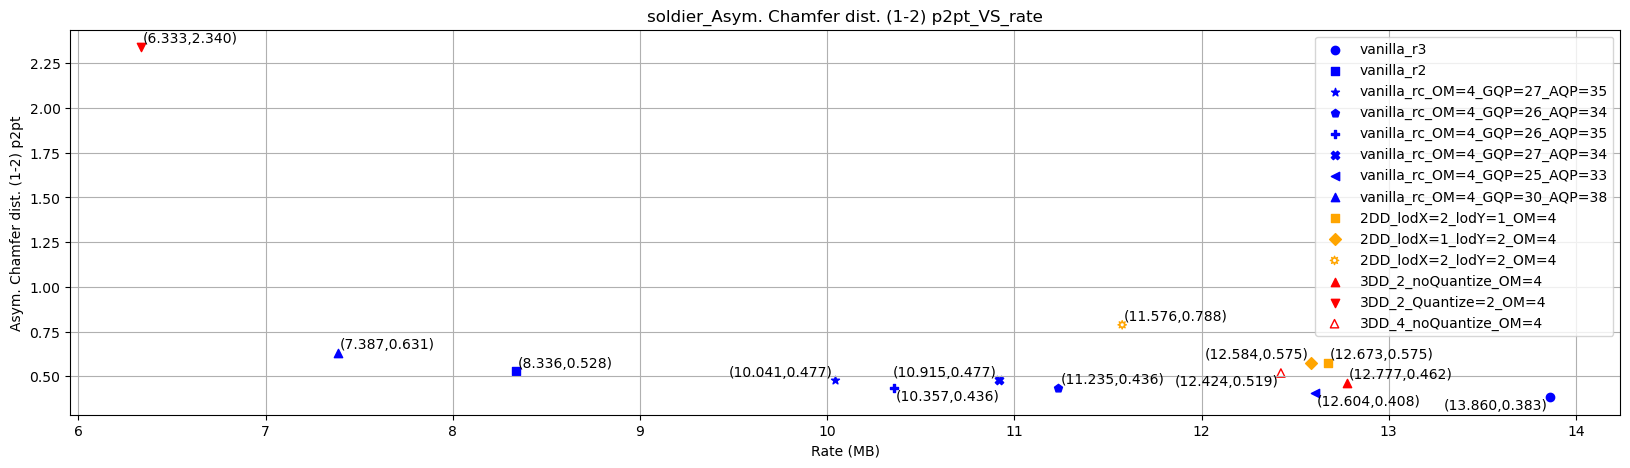 soldier_Asym. Chamfer dist. (1-2) p2pt_VS_rate
Asym. Chamfer dist. (1-2) p2pt
2.25
2.00
1.75
1.50
1.25
1.00
0.75
0.50
(6.333,2.340)
(7.387,0.631)
(8.336,0.528)
(10.041,0.477)
(10.357,0.436)
(10.915,0.477)
(11.235,0.436)
(11.576,0.788)
(12.584,0.575)
(12.673,0.575)
(12.424,0.519)
(12.777,0.462)
(12.604,0.408)
(13.860,0.383)
vanilla_r3
vanilla_r2
vanilla_rc_OM=4_GQP=27_AQP=35
vanilla_rc_OM=4_GQP=26_AQP=34
vanilla_rc_OM=4_GQP=26_AQP=35
vanilla_rc_OM=4_GQP=27_AQP=34
vanilla_rc_OM=4_GQP=25_AQP=33
vanilla_rc_OM=4_GQP=30_AQP=38
2DD_lodX=2_lodY=1_OM=4
2DD_lodX=1_lodY=2_OM=4
2DD_lodX=2_lodY=2_OM=4
3DD_2_noQuantize_OM=4
3DD_2_Quantize=2_OM=4
3DD_4_noQuantize_OM=4
6 7 8 9 10 11 12 13 14
Rate (MB)